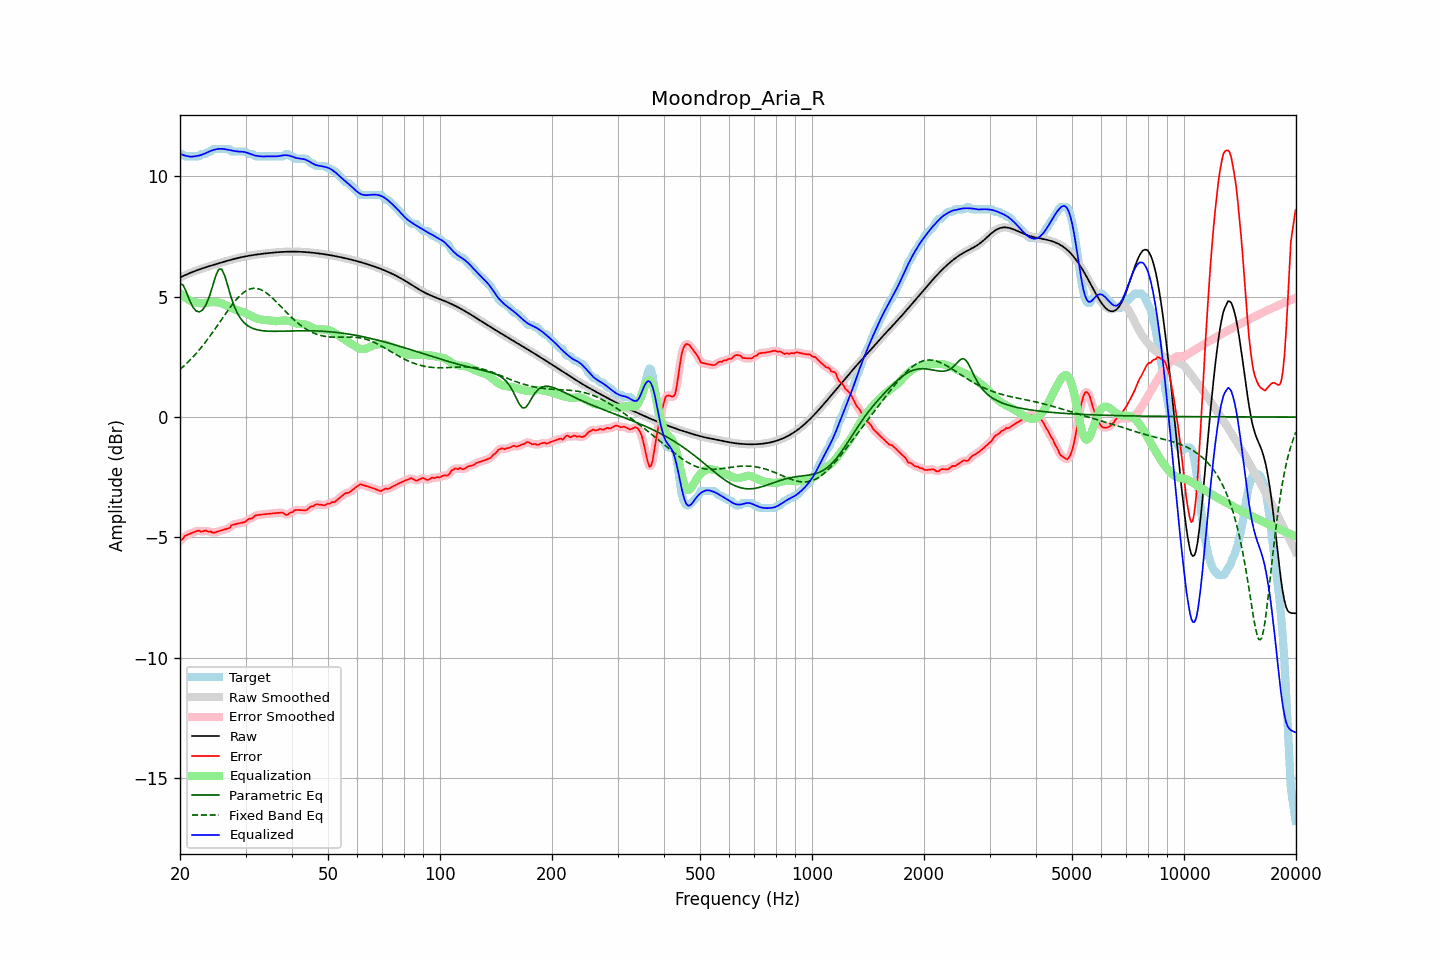 Moondrop_Aria_R
Amplitude (dBr)
10
5
0
−5
−10
−15
Target
Raw Smoothed
Error Smoothed
Raw
Error
Equalization
Parametric Eq
Fixed Band Eq
Equalized
20 50 100 200 500 1000 2000 5000 10000 20000
Frequency (Hz)